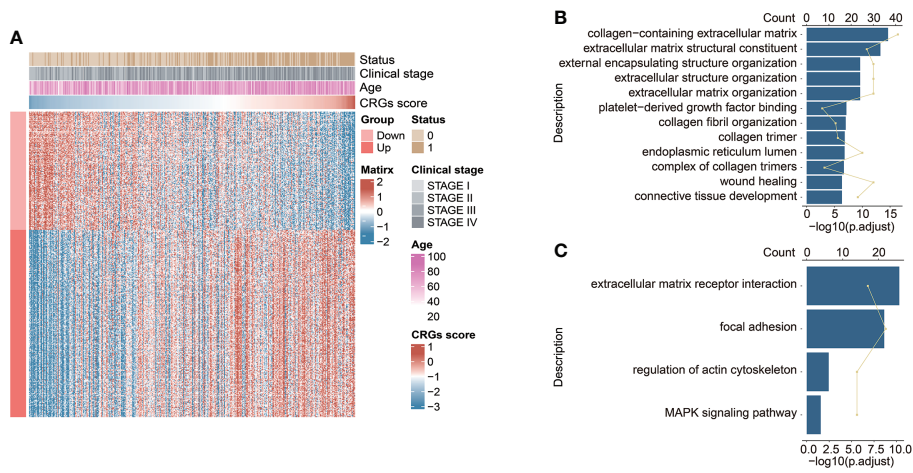 A
Status
Clinical stage
Age
CRGs score
Group
Down
Up
Status
0
1
Matirx
2
1
0
−1
−2
Clinical stage
STAGE I
STAGE II
STAGE III
STAGE IV
Age
100
80
60
40
20
CRGs score
1
0
−1
−2
−3
B
Count
0 10 20 30 40
collagen-containing extracellular matrix
extracellular matrix structural constituent
external encapsulating structure organization
extracellular structure organization
extracellular matrix organization
platelet-derived growth factor binding
collagen fibril organization
collagen trimer
endoplasmic reticulum lumen
complex of collagen trimers
wound healing
connective tissue development
Description
0 5 10 15
−log10(p.adjust)
C
Count
0 10 20
extracellular matrix receptor interaction
focal adhesion
regulation of actin cytoskeleton
MAPK signaling pathway
Description
0.0 2.5 5.0 7.5 10.0
−log10(p.adjust)